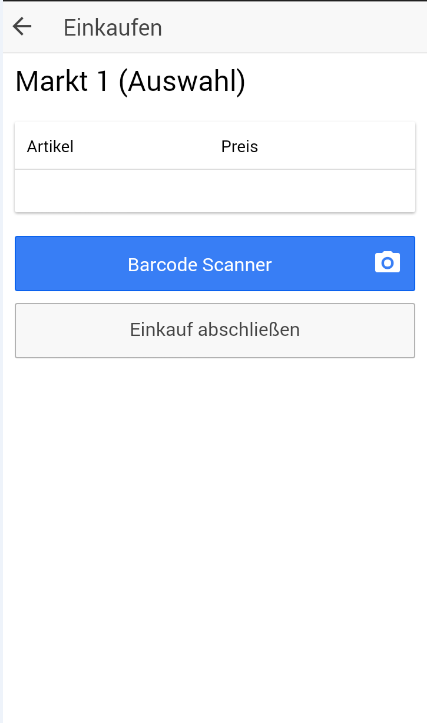 Einkaufen
Markt 1 (Auswahl)
Artikel Preis
Barcode Scanner
Einkauf abschließen